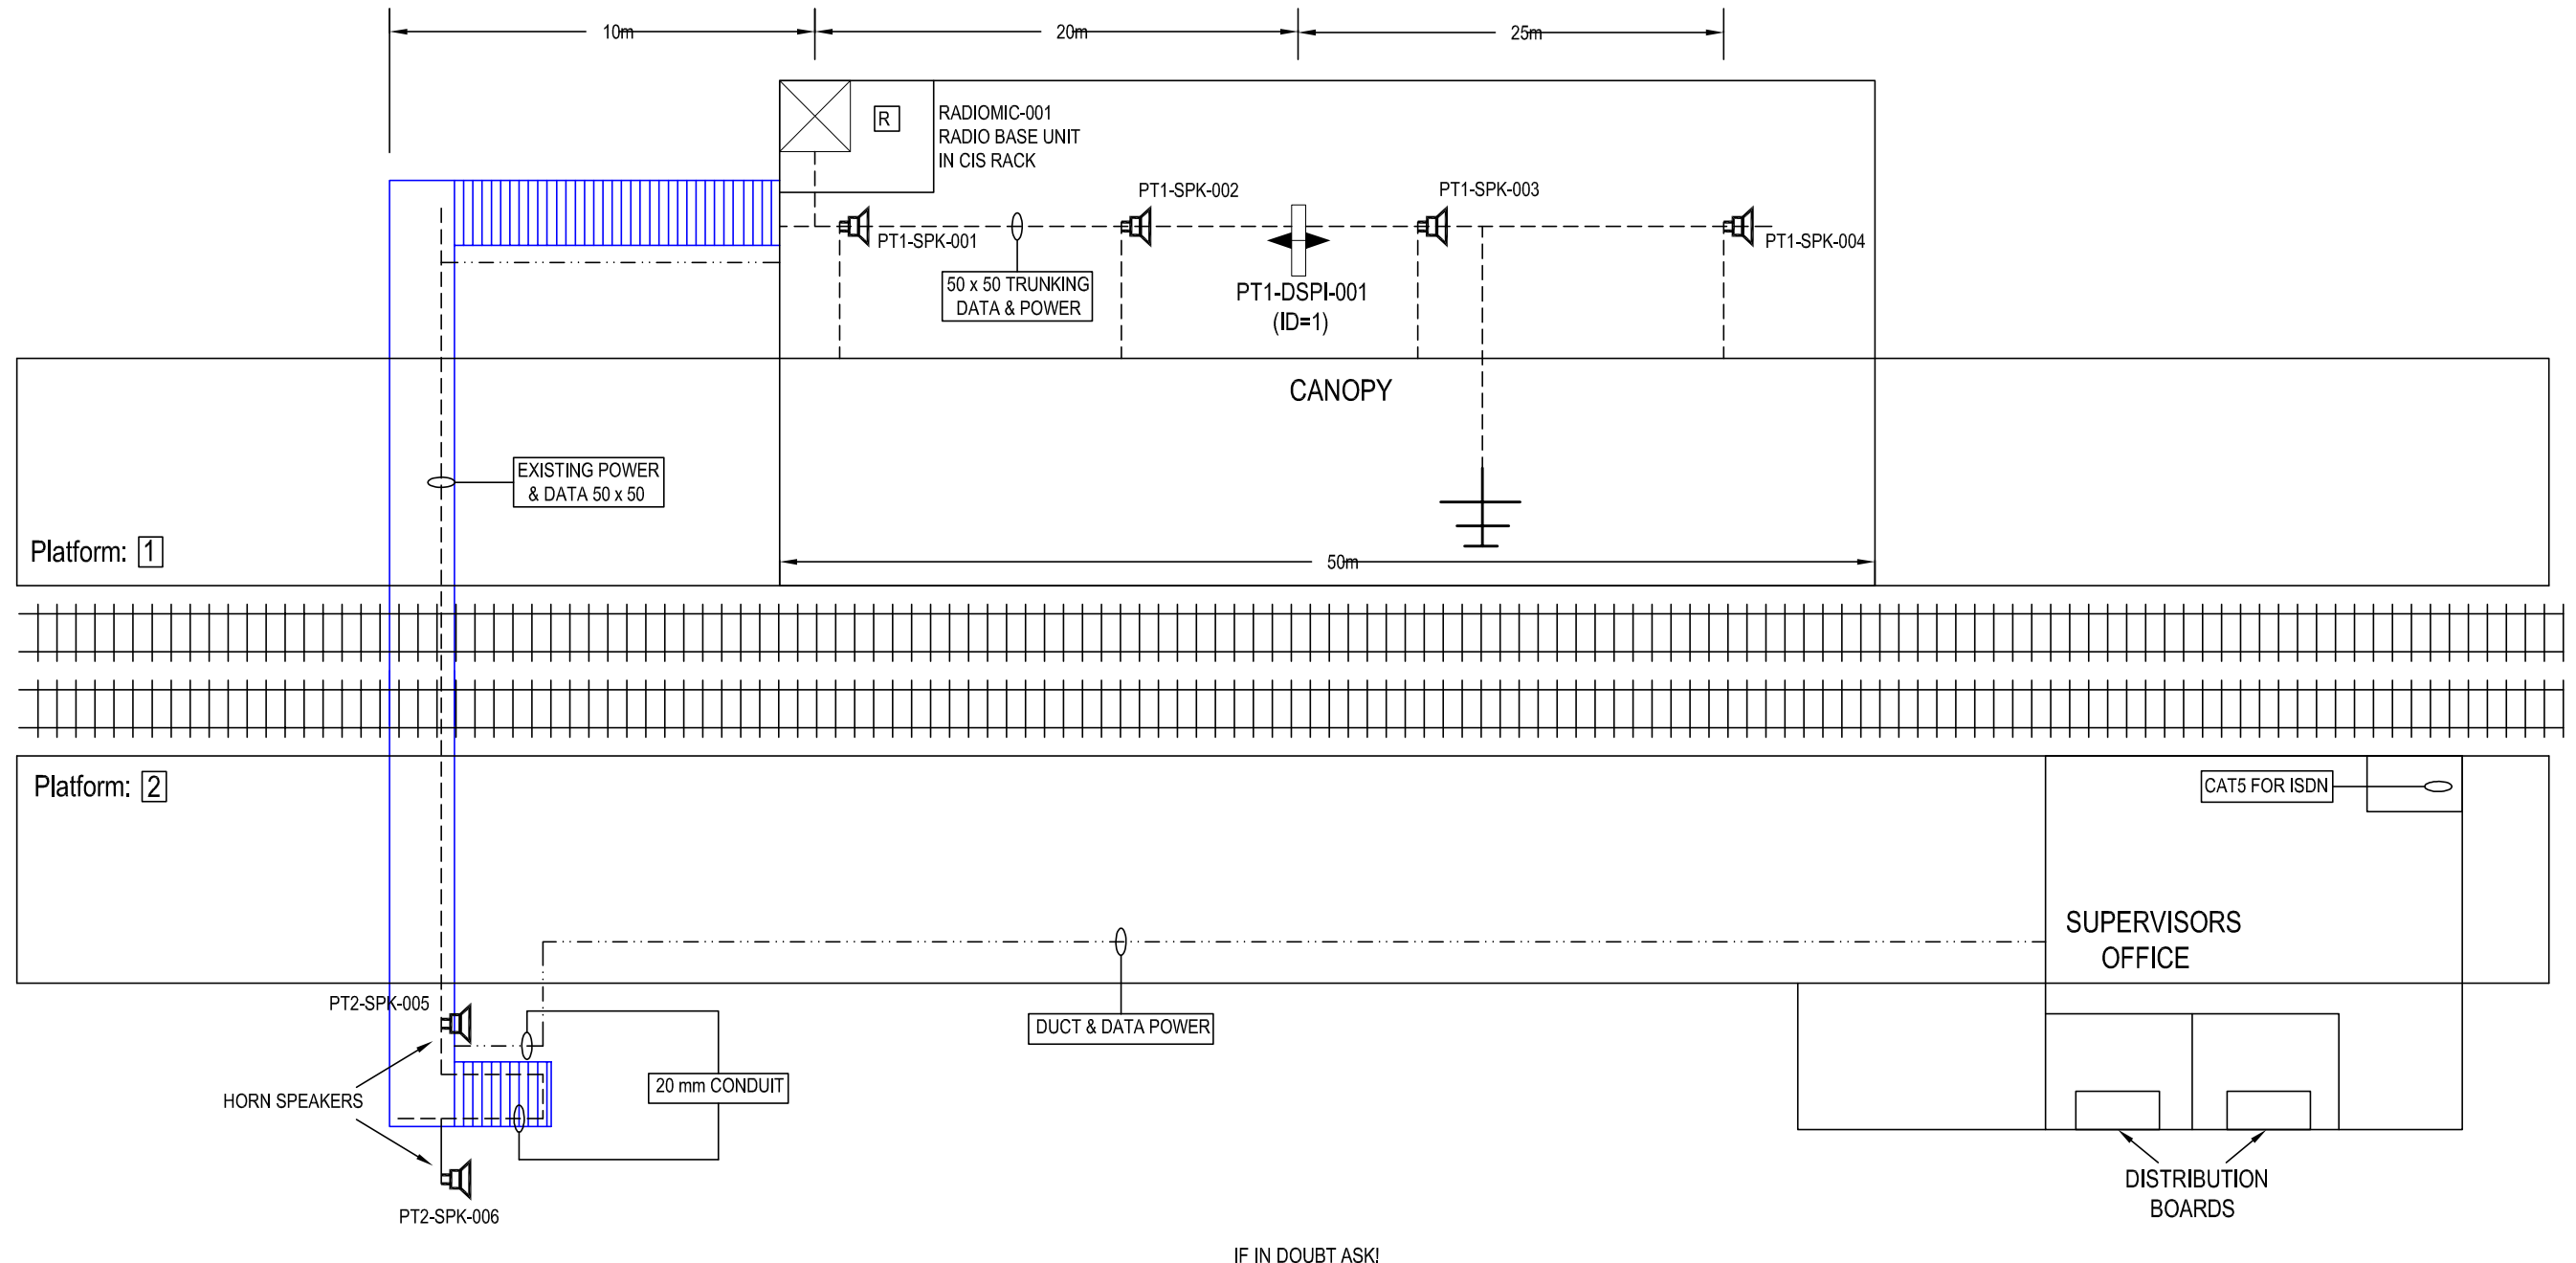 10m
20m
25m
R
RADIOMIC-001
RADIO BASE UNIT
IN CIS RACK
PT1-SPK-002
PT1-SPK-003
PT1-SPK-001
PT1-SPK-004
50 x 50 TRUNKING
DATA & POWER
PT1-DSPI-001
(ID=1)
CANOPY
EXISTING POWER
& DATA 50 x 50
Platform: 1
50m
Platform: 2
CAT5 FOR ISDN
SUPERVISORS
OFFICE
PT2-SPK-005
DUCT & DATA POWER
20 mm CONDUIT
HORN SPEAKERS
DISTRIBUTION
BOARDS
PT2-SPK-006
IF IN DOUBT ASK!